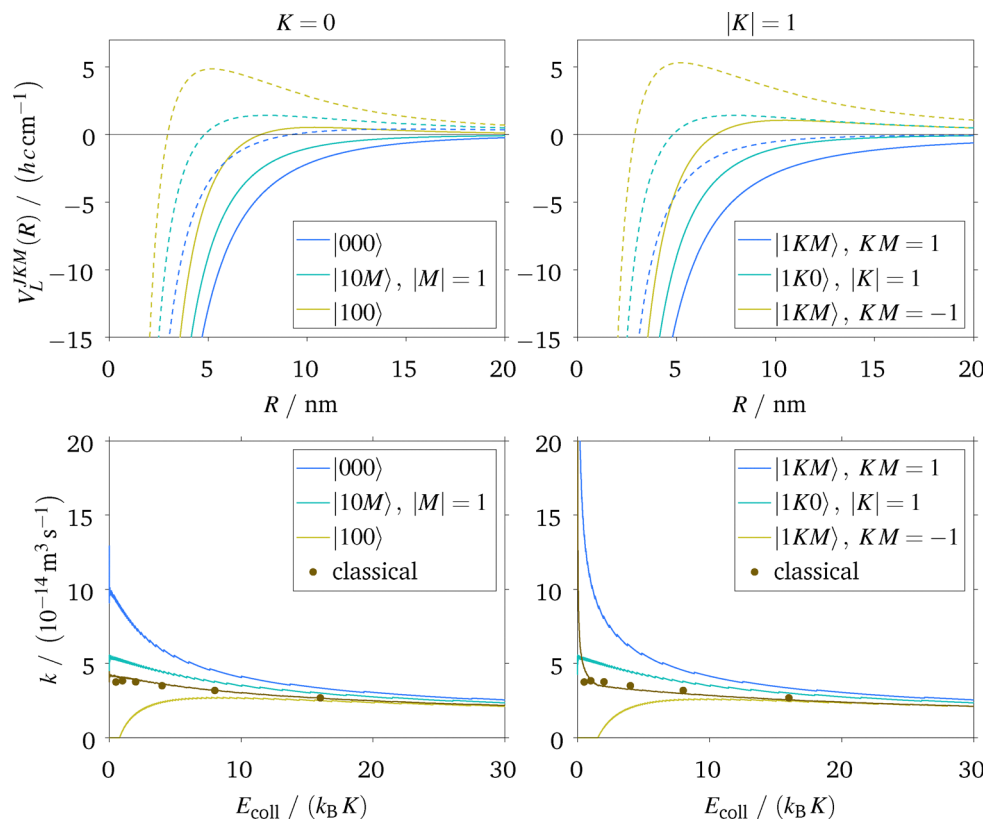 K = 0
5
0
−5
−10
−15
0
5
10
15
20
V_L^{JKM}(R) / (hc cm⁻¹)
R / nm
|000⟩
|10M⟩, |M| = 1
|100⟩
|K| = 1
5
0
−5
−10
−15
0
5
10
15
20
R / nm
|1KM⟩, KM = 1
|1K0⟩, |K| = 1
|1KM⟩, KM = −1
20
15
10
5
0
0
10
20
30
k / (10⁻¹⁴ m³ s⁻¹)
E_coll / (k_B K)
|000⟩
|10M⟩, |M| = 1
|100⟩
classical
20
15
10
5
0
0
10
20
30
E_coll / (k_B K)
|1KM⟩, KM = 1
|1K0⟩, |K| = 1
|1KM⟩, KM = −1
classical